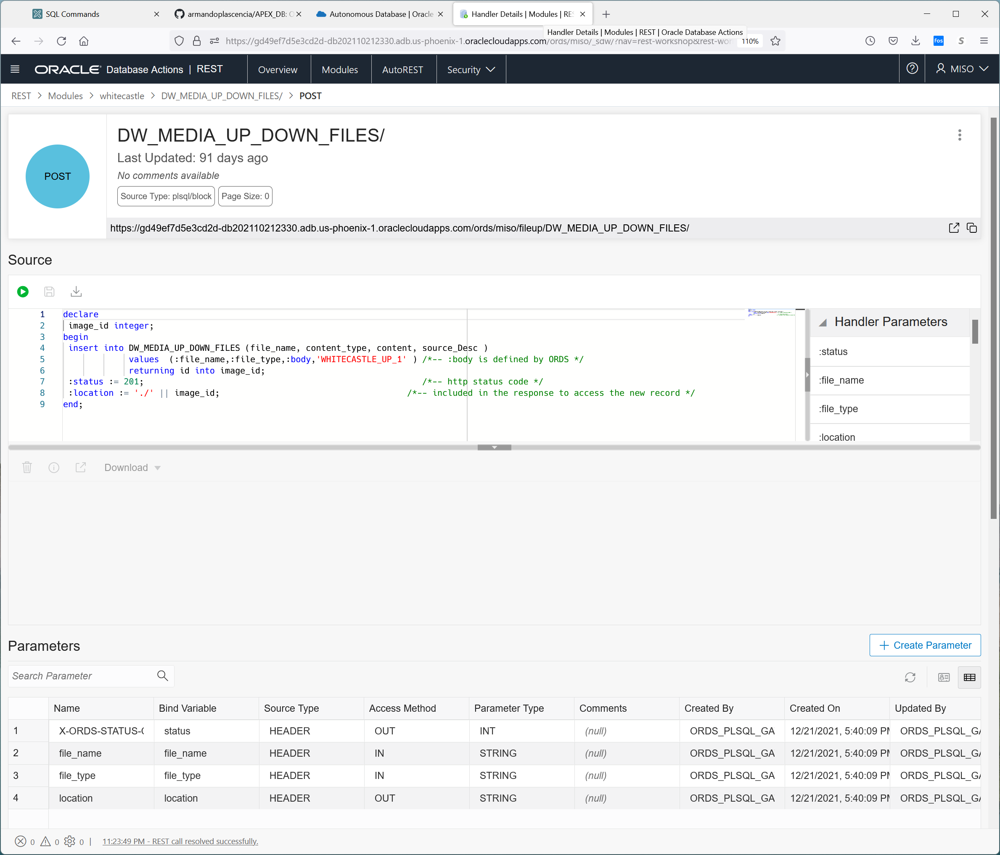 SQL Commands
armandoplascencia/APEX_DB: O
Autonomous Database | Oracle
Handler Details | Modules | RES
Handler Details | Modules | REST | Oracle Database Actions
https://gd49ef7d5e3cd2d-db202110212330.adb.us-phoenix-1.oraclecloudapps.com/ords/miso/_sdw/?nav=rest-workshop&rest-wor
110%
fos
S
ORACLE Database Actions | REST
Overview
Modules
AutoREST
Security
MISO
REST > Modules > whitecastle > DW_MEDIA_UP_DOWN_FILES/ > POST
POST
DW_MEDIA_UP_DOWN_FILES/
Last Updated: 91 days ago
No comments available
Source Type: plsql/block
Page Size: 0
https://gd49ef7d5e3cd2d-db202110212330.adb.us-phoenix-1.oraclecloudapps.com/ords/miso/fileup/DW_MEDIA_UP_DOWN_FILES/
Source
1 declare
2 image_id integer;
3 begin
4 insert into DW_MEDIA_UP_DOWN_FILES (file_name, content_type, content, source_Desc )
5 values (:file_name,:file_type,:body,'WHITECASTLE_UP_1' ) /*-- :body is defined by ORDS */
6 returning id into image_id;
7 :status := 201; /*-- http status code */
8 :location := './' || image_id; /*-- included in the response to access the new record */
9 end;
Handler Parameters
:status
:file_name
:file_type
:location
Download
Parameters
Create Parameter
Search Parameter
Name Bind Variable Source Type Access Method Parameter Type Comments Created By Created On Updated By
1 X-ORDS-STATUS-C status HEADER OUT INT (null) ORDS_PLSQL_GA 12/21/2021, 5:40:09 PM ORDS_PLSQL_GA
2 file_name file_name HEADER IN STRING (null) ORDS_PLSQL_GA 12/21/2021, 5:40:09 PM ORDS_PLSQL_GA
3 file_type file_type HEADER IN STRING (null) ORDS_PLSQL_GA 12/21/2021, 5:40:09 PM ORDS_PLSQL_GA
4 location location HEADER OUT STRING (null) ORDS_PLSQL_GA 12/21/2021, 5:40:09 PM ORDS_PLSQL_GA
0 0 0 | 11:23:49 PM - REST call resolved successfully.